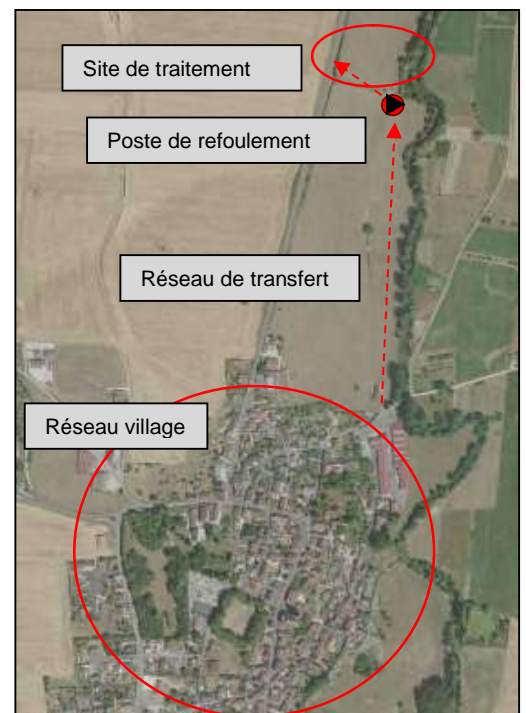 Site de traitement
Poste de refoulement
Réseau de transfert
Réseau village